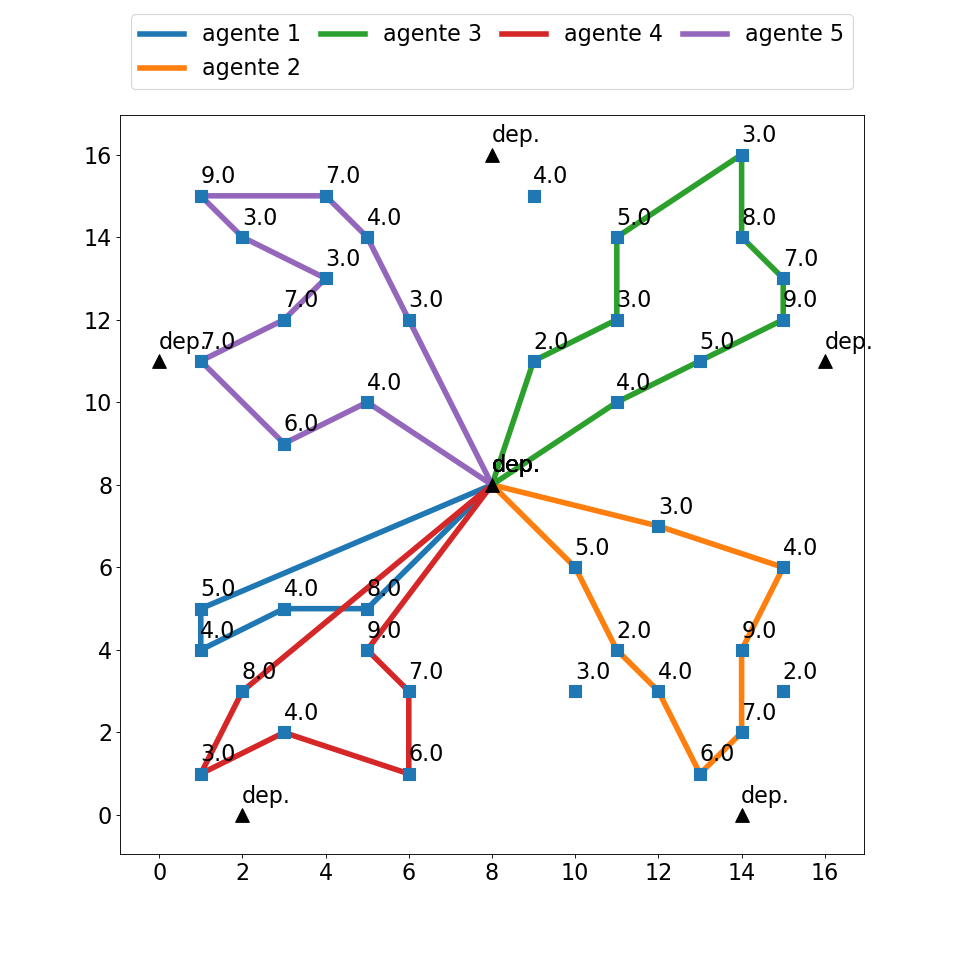 agente 1 agente 3 agente 4 agente 5
agente 2
dep.
3.0
16
9.0 7.0 4.0
3.0 4.0 5.0 8.0
14
3.0 7.0
7.0 3.0 3.0 9.0
12
dep. 7.0 2.0 5.0 dep.
4.0 4.0
10
6.0
dep. dep.
8
3.0
5.0 4.0
6
5.0 4.0 8.0
4.0 9.0 2.0 9.0
4
8.0 7.0 3.0 4.0 2.0
4.0 7.0
2
3.0 6.0 6.0
dep. dep.
0
0 2 4 6 8 10 12 14 16